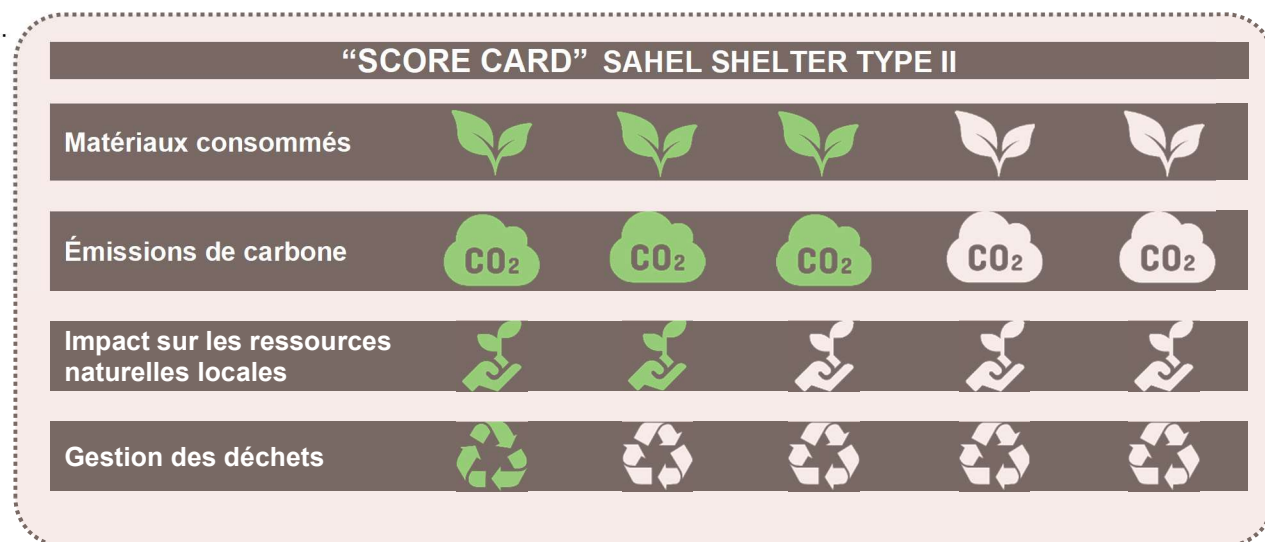 “SCORE CARD” SAHEL SHELTER TYPE II
Matériaux consommés
Émissions de carbone
CO₂ CO₂ CO₂ CO₂ CO₂
Impact sur les ressources
naturelles locales
Gestion des déchets